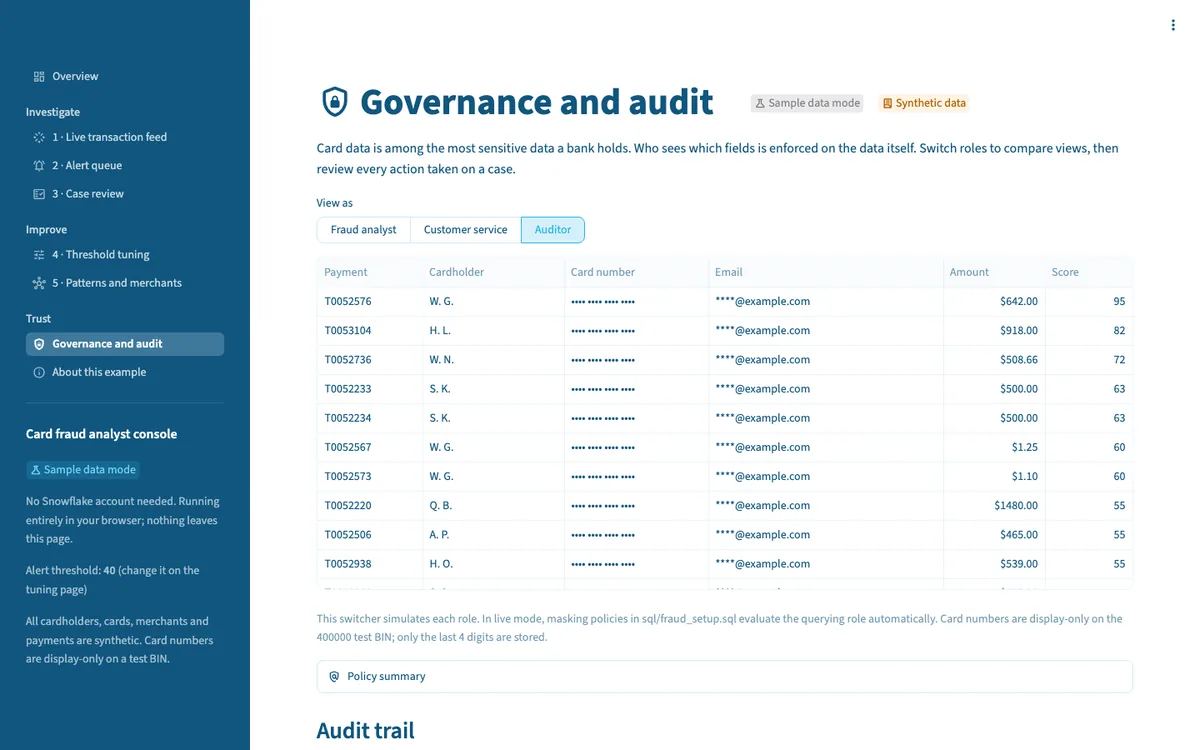 Overview
Investigate
1 · Live transaction feed
2 · Alert queue
3 · Case review
Improve
4 · Threshold tuning
5 · Patterns and merchants
Trust
Governance and audit
About this example
Card fraud analyst console
Sample data mode
No Snowflake account needed. Running
entirely in your browser; nothing leaves
this page.
Alert threshold: 40 (change it on the
tuning page)
All cardholders, cards, merchants and
payments are synthetic. Card numbers
are display-only on a test BIN.
Governance and audit Sample data mode Synthetic data
Card data is among the most sensitive data a bank holds. Who sees which fields is enforced on the data itself. Switch roles to compare views, then
review every action taken on a case.
View as
Fraud analyst Customer service Auditor
Payment Cardholder Card number Email Amount Score
T0052576 W. G. •••• •••• •••• •••• ****@example.com $642.00 95
T0053104 H. L. •••• •••• •••• •••• ****@example.com $918.00 82
T0052736 W. N. •••• •••• •••• •••• ****@example.com $508.66 72
T0052233 S. K. •••• •••• •••• •••• ****@example.com $500.00 63
T0052234 S. K. •••• •••• •••• •••• ****@example.com $500.00 63
T0052567 W. G. •••• •••• •••• •••• ****@example.com $1.25 60
T0052573 W. G. •••• •••• •••• •••• ****@example.com $1.10 60
T0052220 Q. B. •••• •••• •••• •••• ****@example.com $1480.00 55
T0052506 A. P. •••• •••• •••• •••• ****@example.com $465.00 55
T0052938 H. O. •••• •••• •••• •••• ****@example.com $539.00 55
This switcher simulates each role. In live mode, masking policies in sql/fraud_setup.sql evaluate the querying role automatically. Card numbers are display-only on the
400000 test BIN; only the last 4 digits are stored.
Policy summary
Audit trail